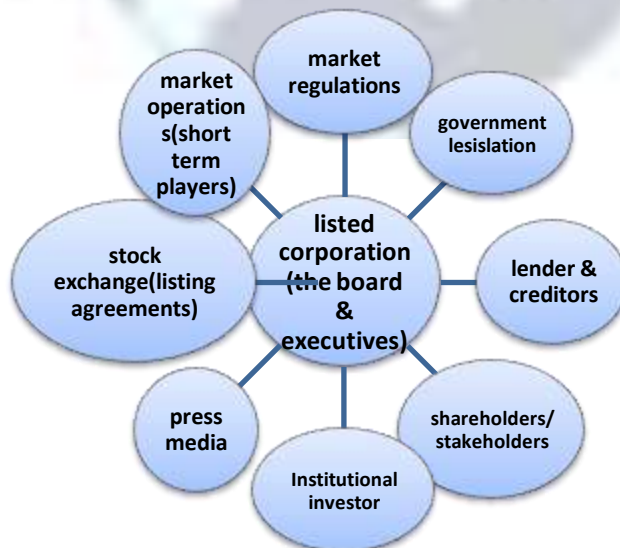 market
regulations
market
operation
s(short
term
players)
government
lesislation
listed
corporation
(the board
&
executives)
stock
exchange(listing
agreements)
lender &
creditors
press
media
shareholders/
stakeholders
Institutional
investor